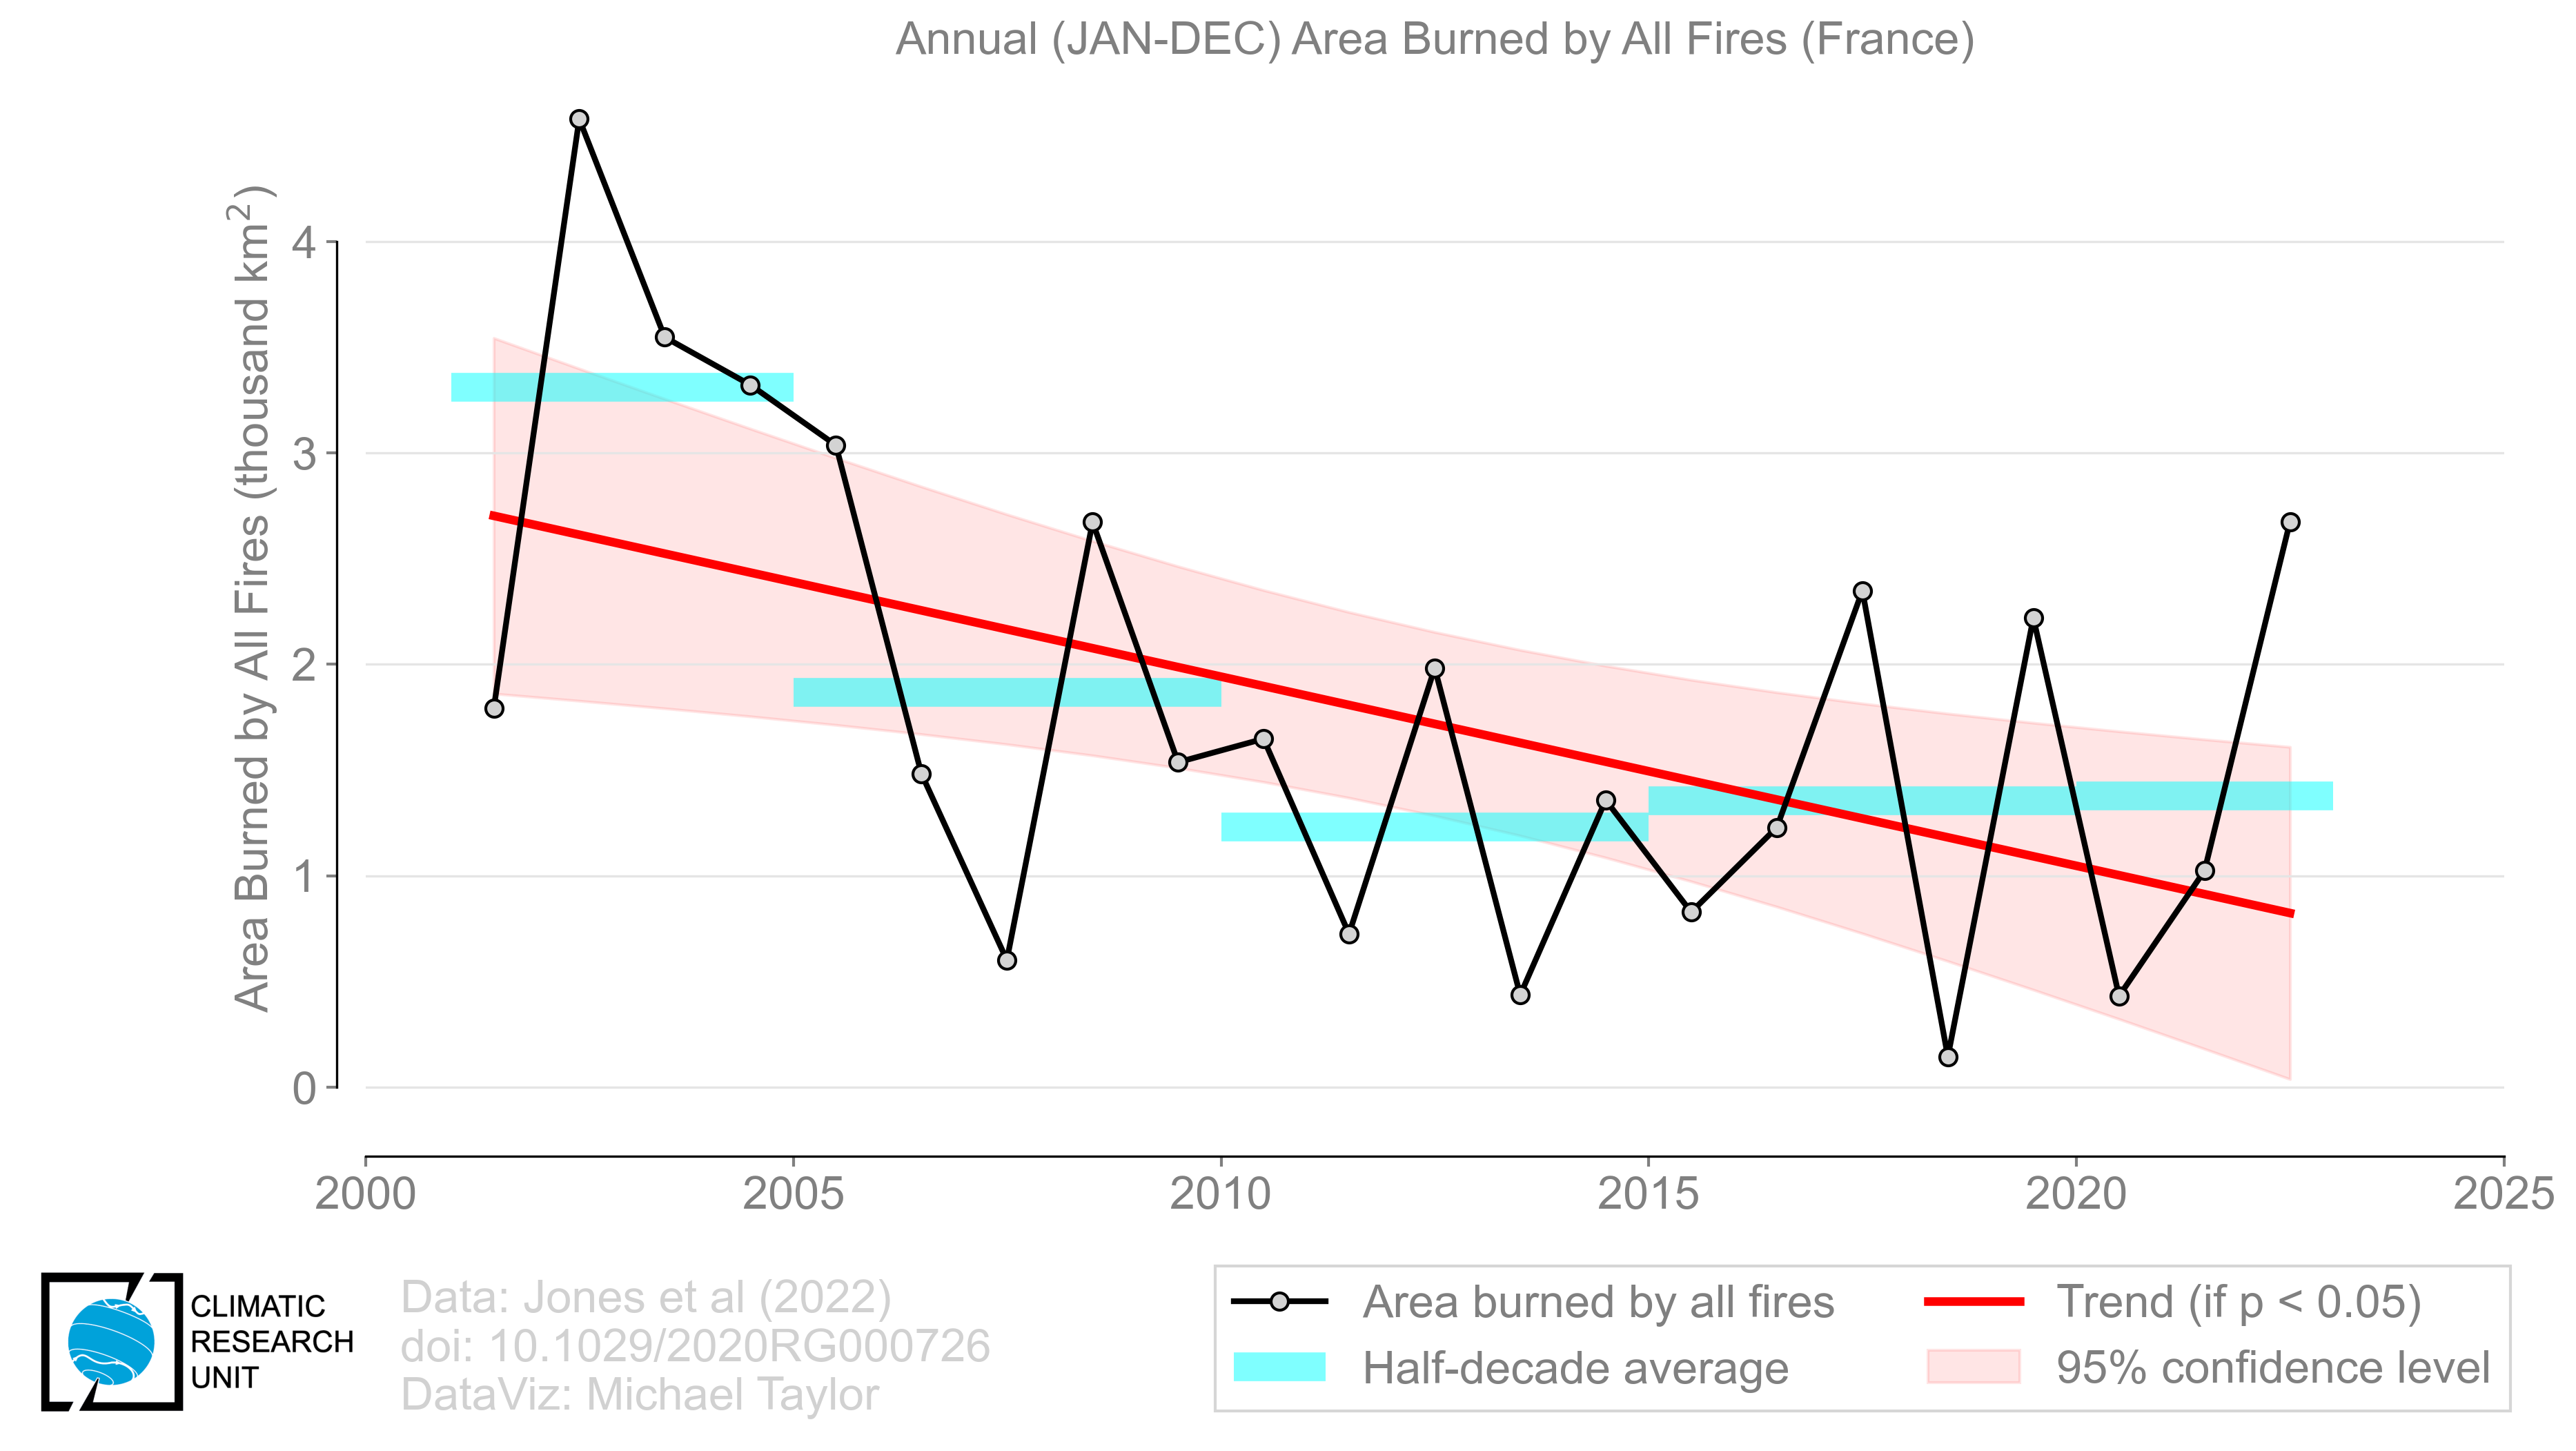 Annual (JAN-DEC) Area Burned by All Fires (France)
Area Burned by All Fires (thousand km²)
4
3
2
1
0
2000 2005 2010 2015 2020 2025
CLIMATIC
RESEARCH
UNIT
Data: Jones et al (2022)
doi: 10.1029/2020RG000726
DataViz: Michael Taylor
Area burned by all fires
Half-decade average
Trend (if p < 0.05)
95% confidence level